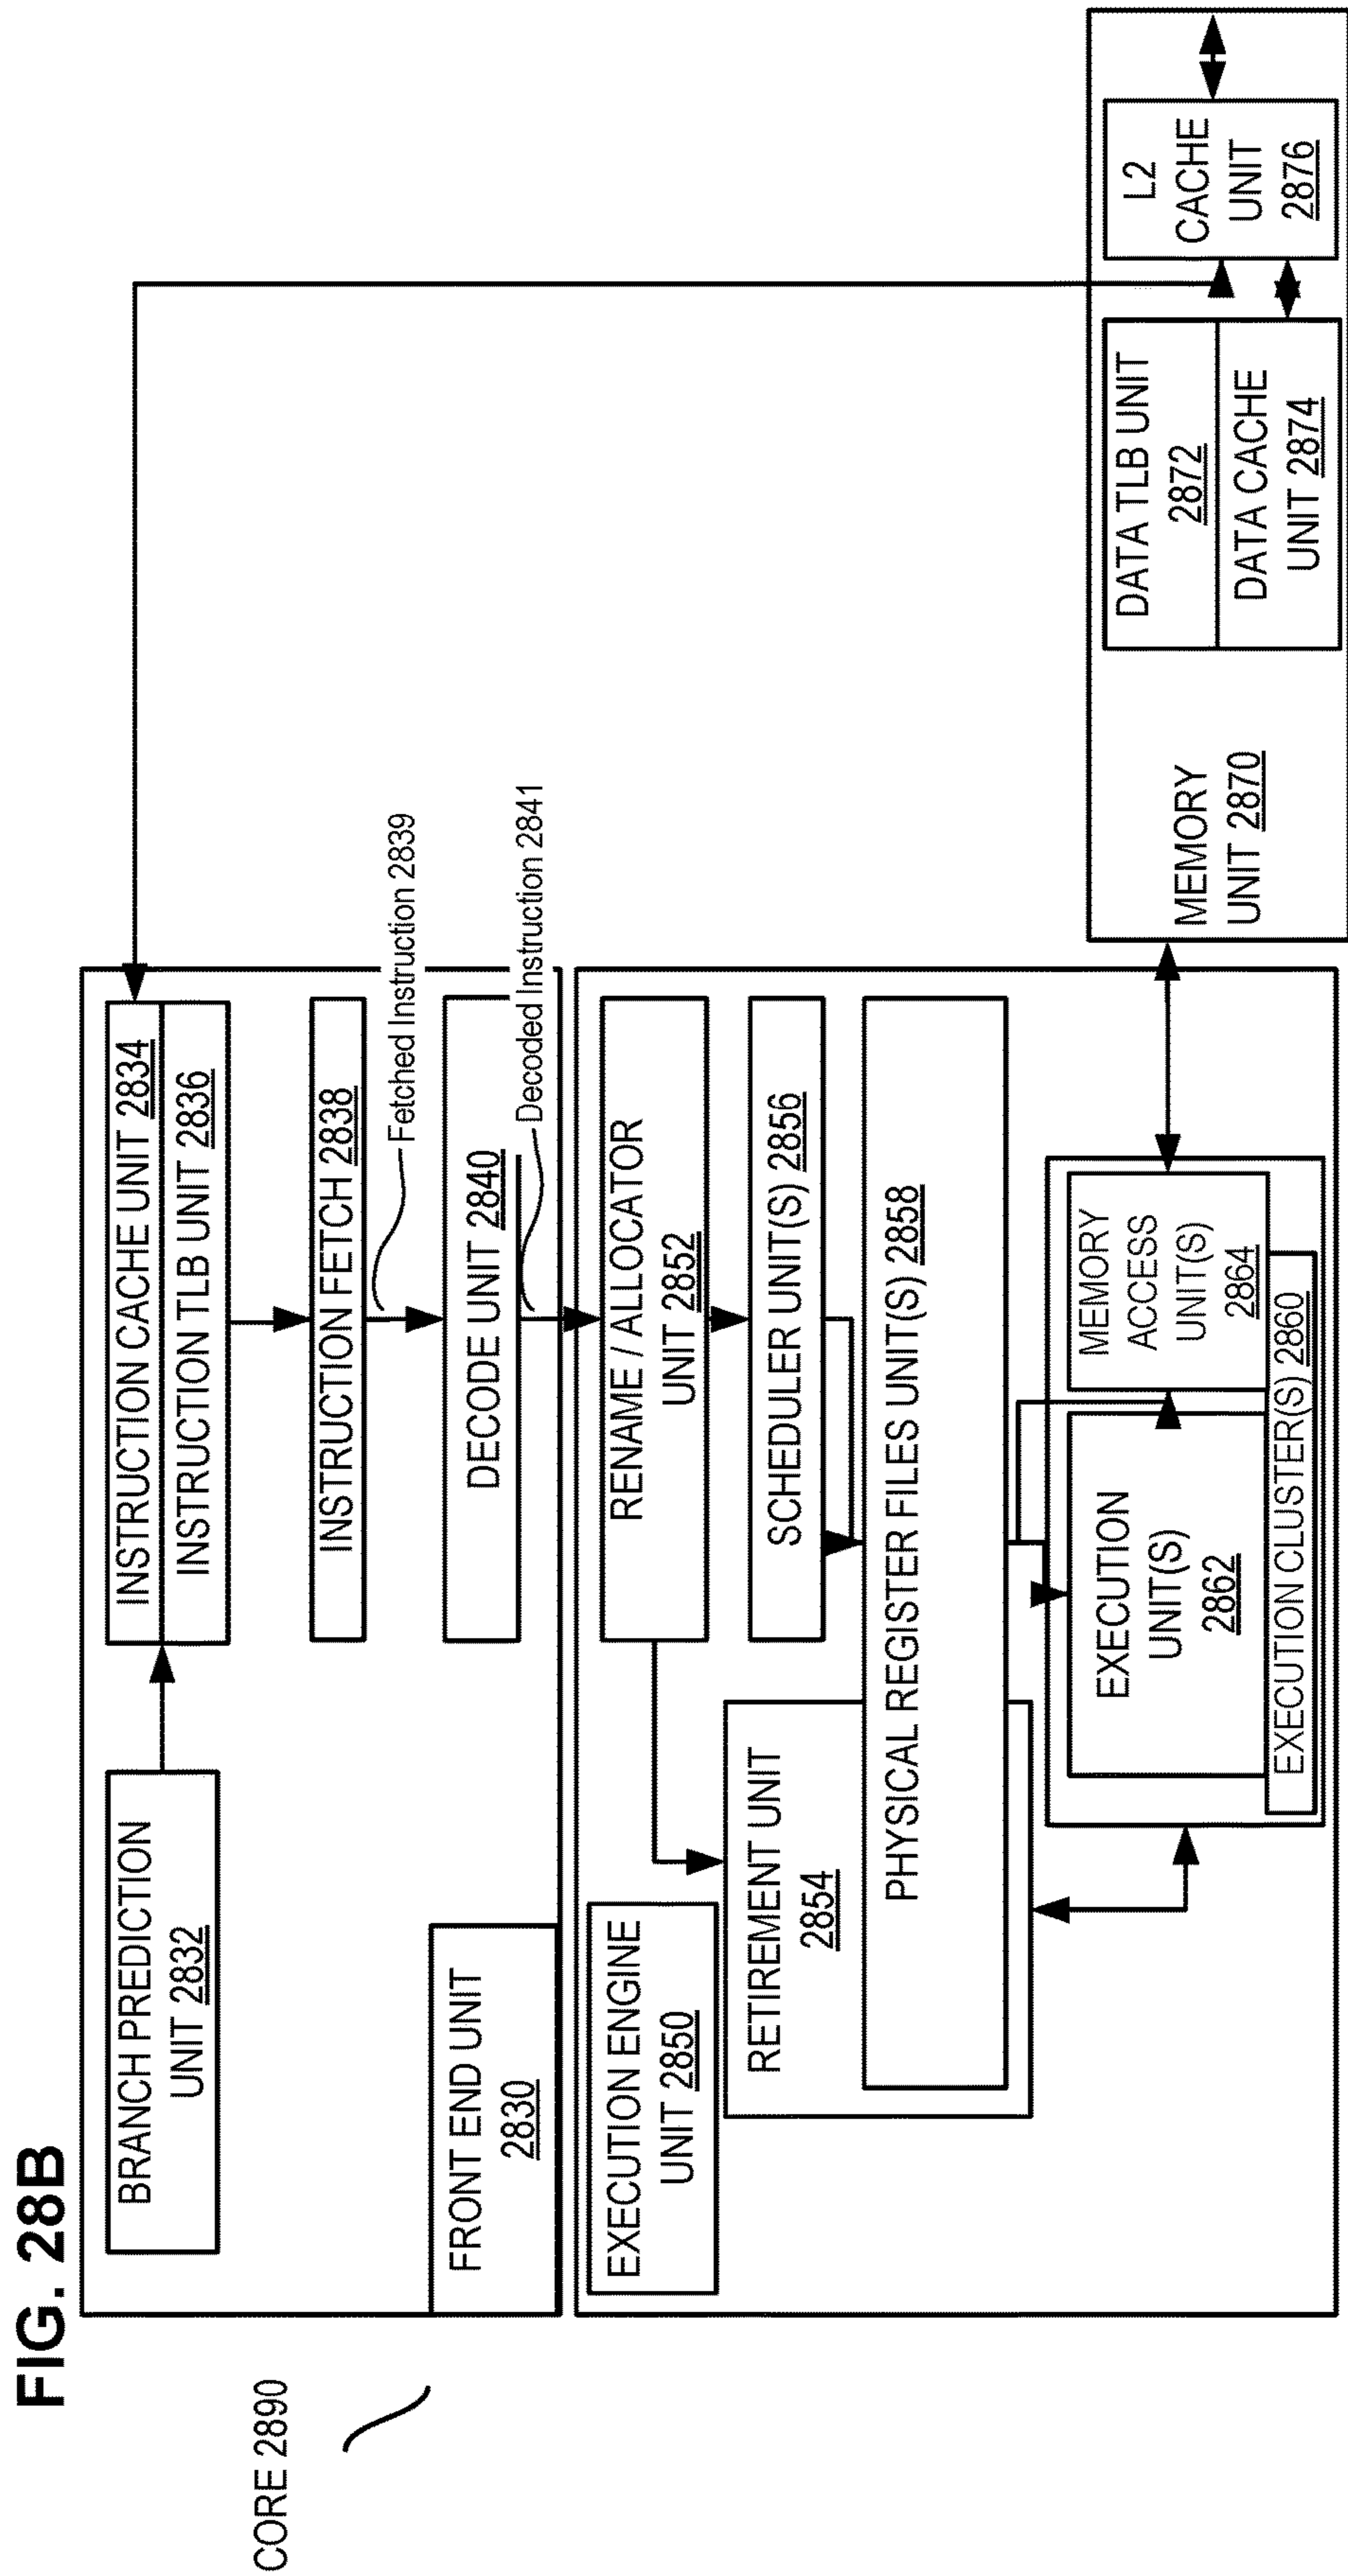 FIG. 28B
CORE 2890
BRANCH PREDICTION
UNIT 2832
INSTRUCTION CACHE UNIT 2834
INSTRUCTION TLB UNIT 2836
INSTRUCTION FETCH 2838
Fetched Instruction 2839
DECODE UNIT 2840
Decoded Instruction 2841
FRONT END UNIT
2830
EXECUTION ENGINE
UNIT 2850
RENAME / ALLOCATOR
UNIT 2852
RETIREMENT UNIT
2854
SCHEDULER UNIT(S) 2856
PHYSICAL REGISTER FILES UNIT(S) 2858
EXECUTION
UNIT(S)
2862
MEMORY
ACCESS
UNIT(S)
2864
EXECUTION CLUSTER(S) 2860
MEMORY
UNIT 2870
DATA TLB UNIT
2872
DATA CACHE
UNIT 2874
L2
CACHE
UNIT
2876